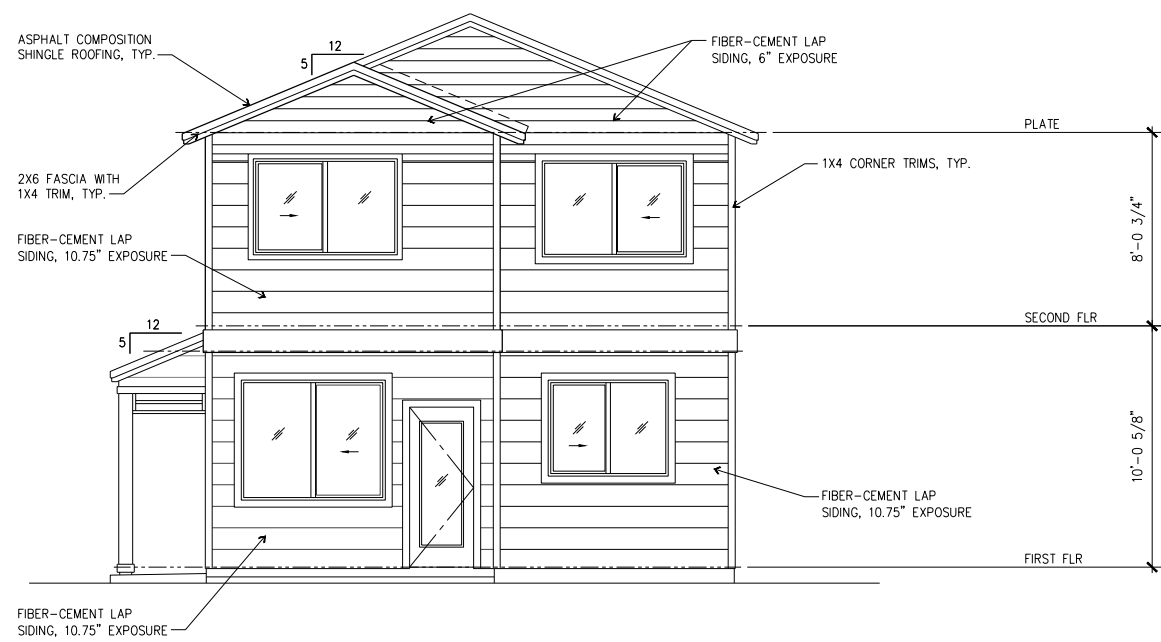 ASPHALT COMPOSITION
SHINGLE ROOFING, TYP.
12
5
FIBER-CEMENT LAP
SIDING, 6" EXPOSURE
PLATE
1X4 CORNER TRIMS, TYP.
2X6 FASCIA WITH
1X4 TRIM, TYP.
8'-0 3/4"
FIBER-CEMENT LAP
SIDING, 10.75" EXPOSURE
12
5
SECOND FLR
10'-0 5/8"
FIBER-CEMENT LAP
SIDING, 10.75" EXPOSURE
FIRST FLR
FIBER-CEMENT LAP
SIDING, 10.75" EXPOSURE